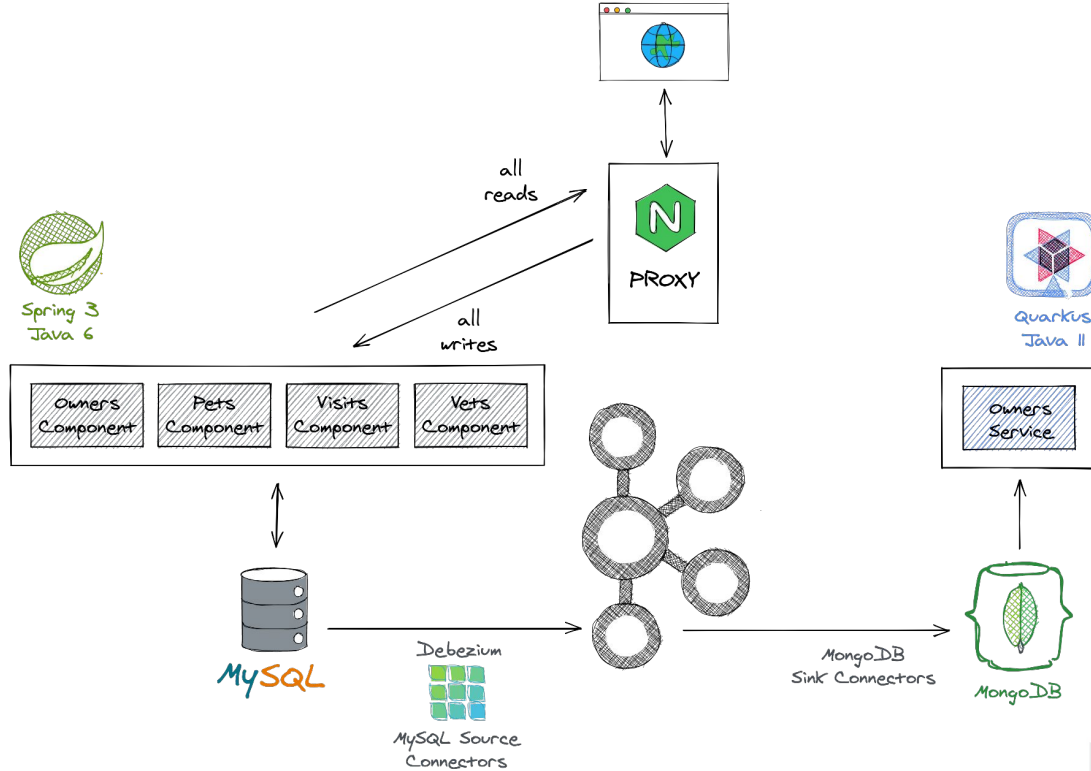 all
reads
N
PROXY
all
writes
Spring 3
Java 6
Quarkus
Java 11
Owners
Component
Pets
Component
Visits
Component
Vets
Component
Owners
Service
MySQL
Debezium
MySQL Source
Connectors
MongoDB
Sink Connectors
MongoDB